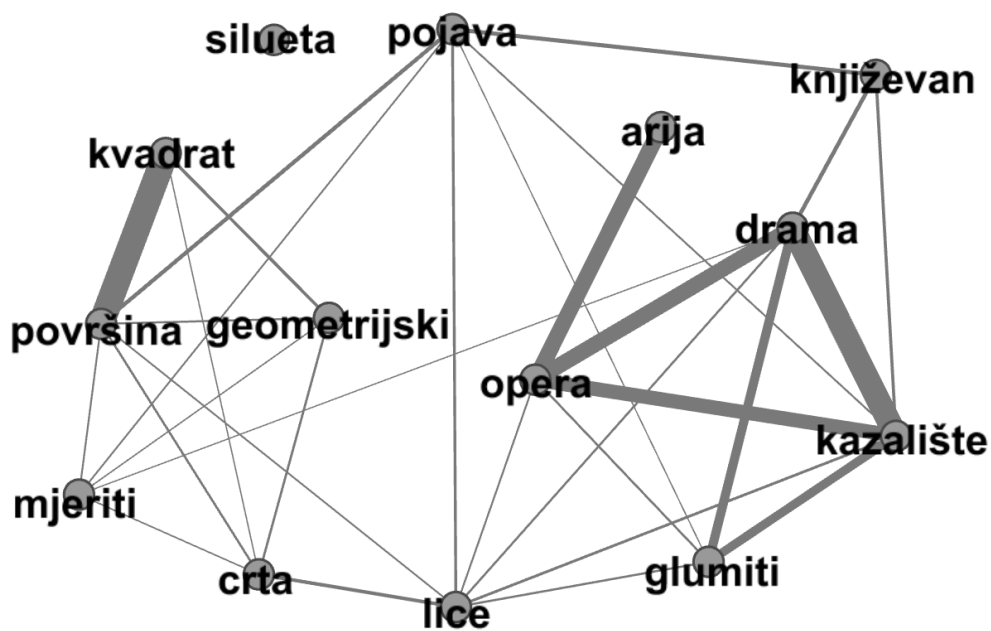 silueta
pojava
književan
arija
kvadrat
drama
površina
geometrijski
opera
kazalište
mjeriti
glumiti
crta
lice